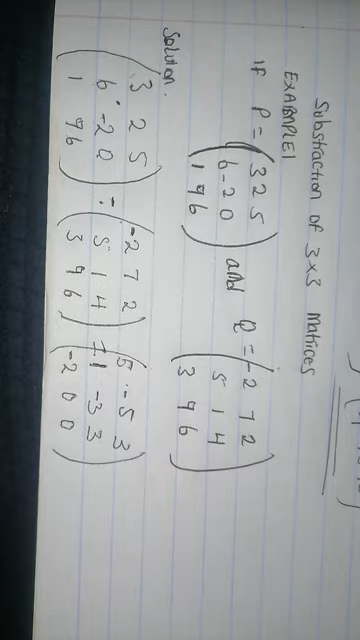 Substraction of 3x3 matrices
EXAMPLE1
If P = (3 2 5 and Q = (-2 7 2
6 -2 0 5 1 4
1 9 6) 3 9 6)
Solution.
(3 2 5 (-2 7 2 (5 -5 3
6 -2 0 - 5 1 4 = 1 -3 3
1 9 6) 3 9 6) -2 0 0)